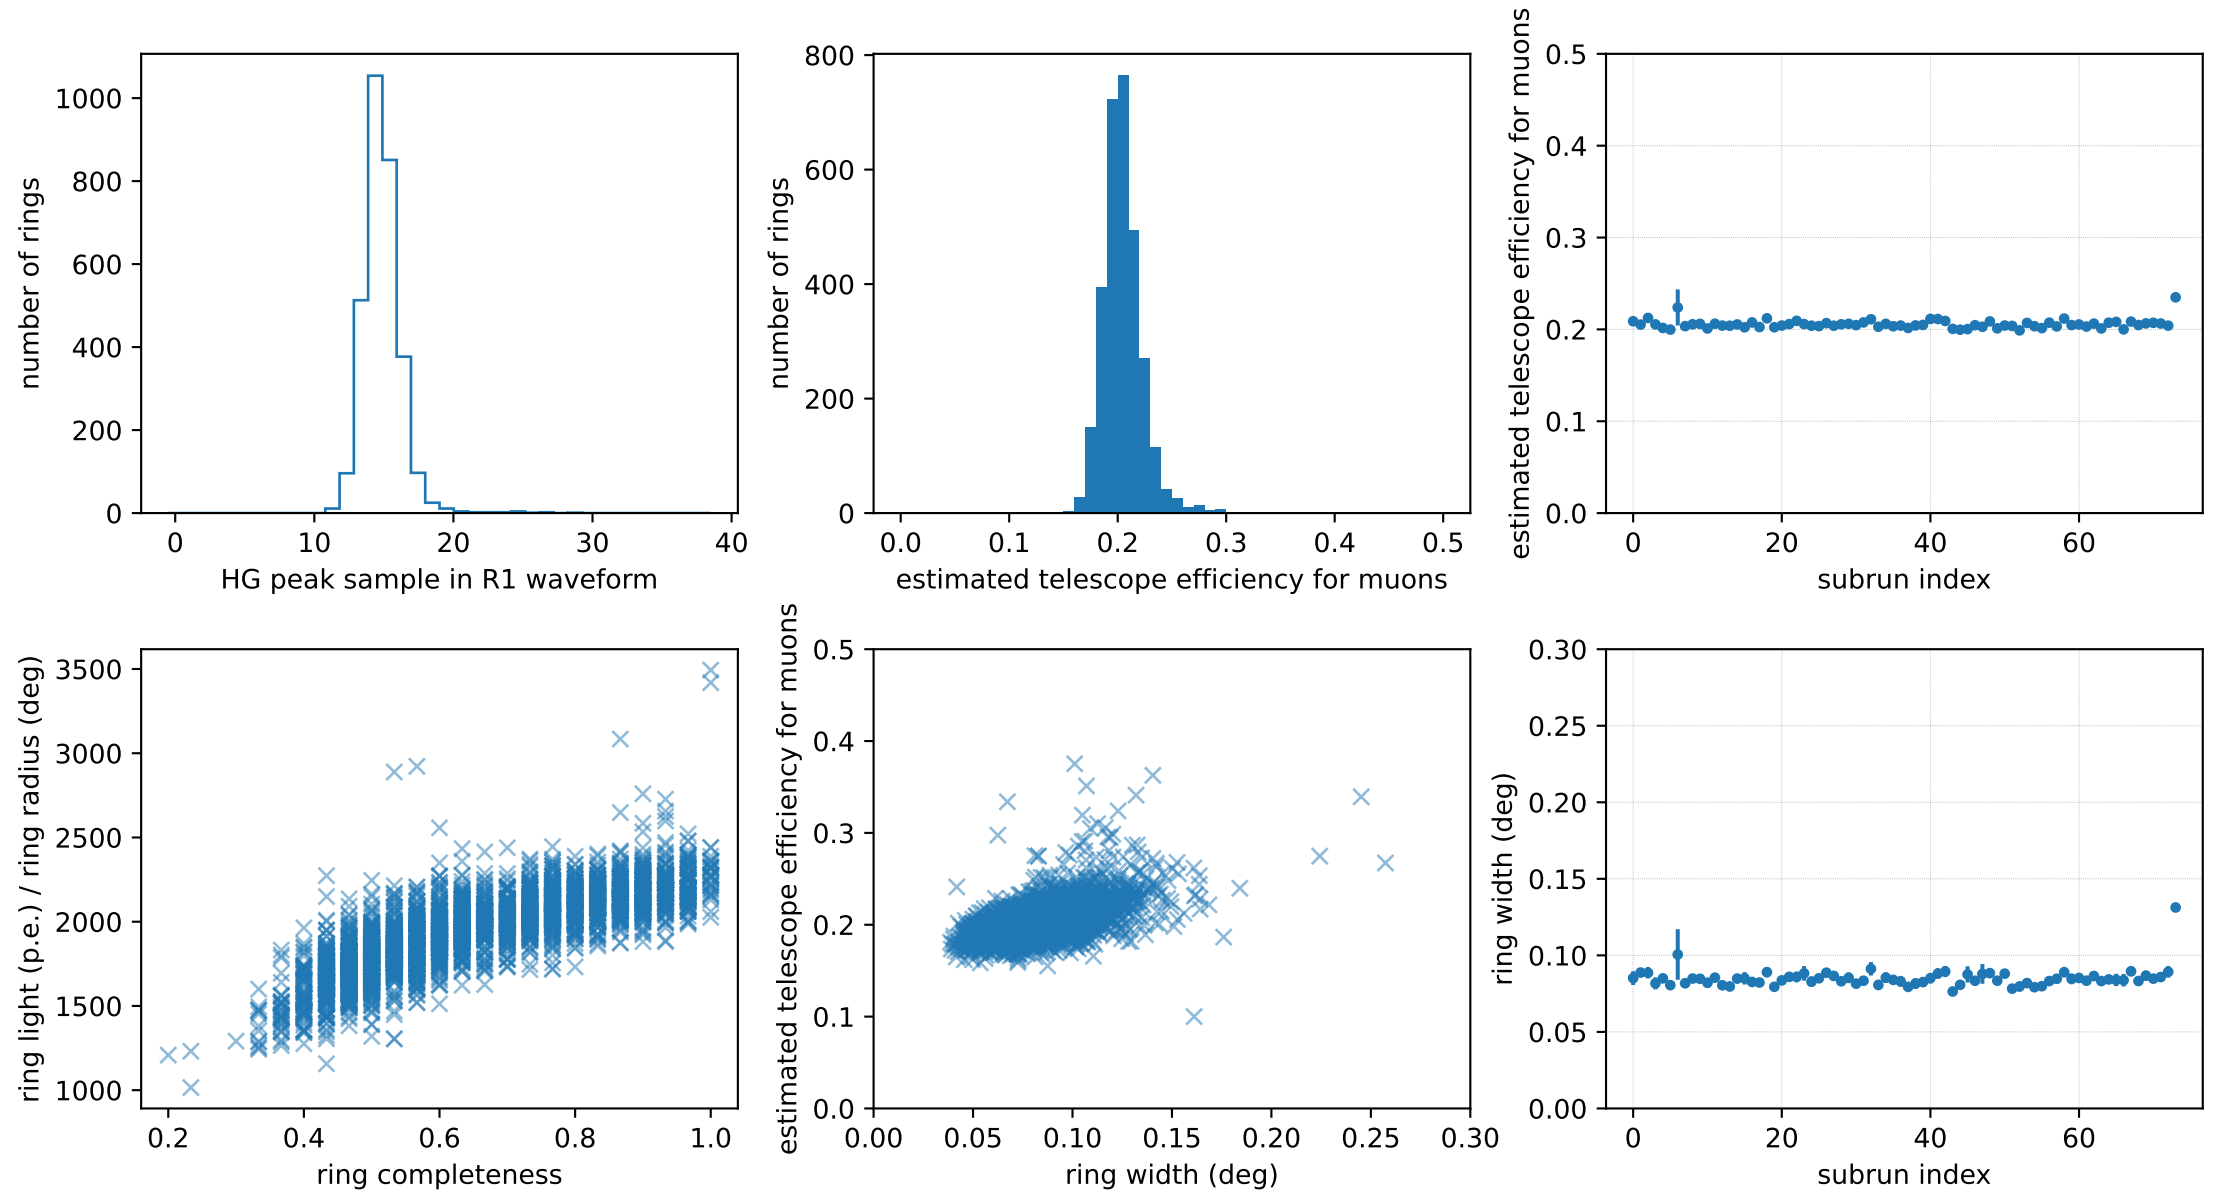 number of rings
1000
800
600
400
200
0
0 10 20 30 40
HG peak sample in R1 waveform
number of rings
800
600
400
200
0
0.0 0.1 0.2 0.3 0.4 0.5
estimated telescope efficiency for muons
estimated telescope efficiency for muons
0.5
0.4
0.3
0.2
0.1
0.0
0 20 40 60
subrun index
ring light (p.e.) / ring radius (deg)
3500
3000
2500
2000
1500
1000
0.2 0.4 0.6 0.8 1.0
ring completeness
estimated telescope efficiency for muons
0.5
0.4
0.3
0.2
0.1
0.0
0.00 0.05 0.10 0.15 0.20 0.25 0.30
ring width (deg)
ring width (deg)
0.30
0.25
0.20
0.15
0.10
0.05
0.00
0 20 40 60
subrun index